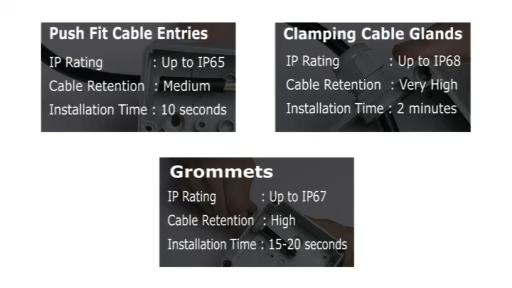 Push Fit Cable Entries
IP Rating : Up to IP65
Cable Retention : Medium
Installation Time : 10 seconds
Clamping Cable Glands
IP Rating : Up to IP68
Cable Retention : Very High
Installation Time : 2 minutes
Grommets
IP Rating : Up to IP67
Cable Retention : High
Installation Time : 15-20 seconds